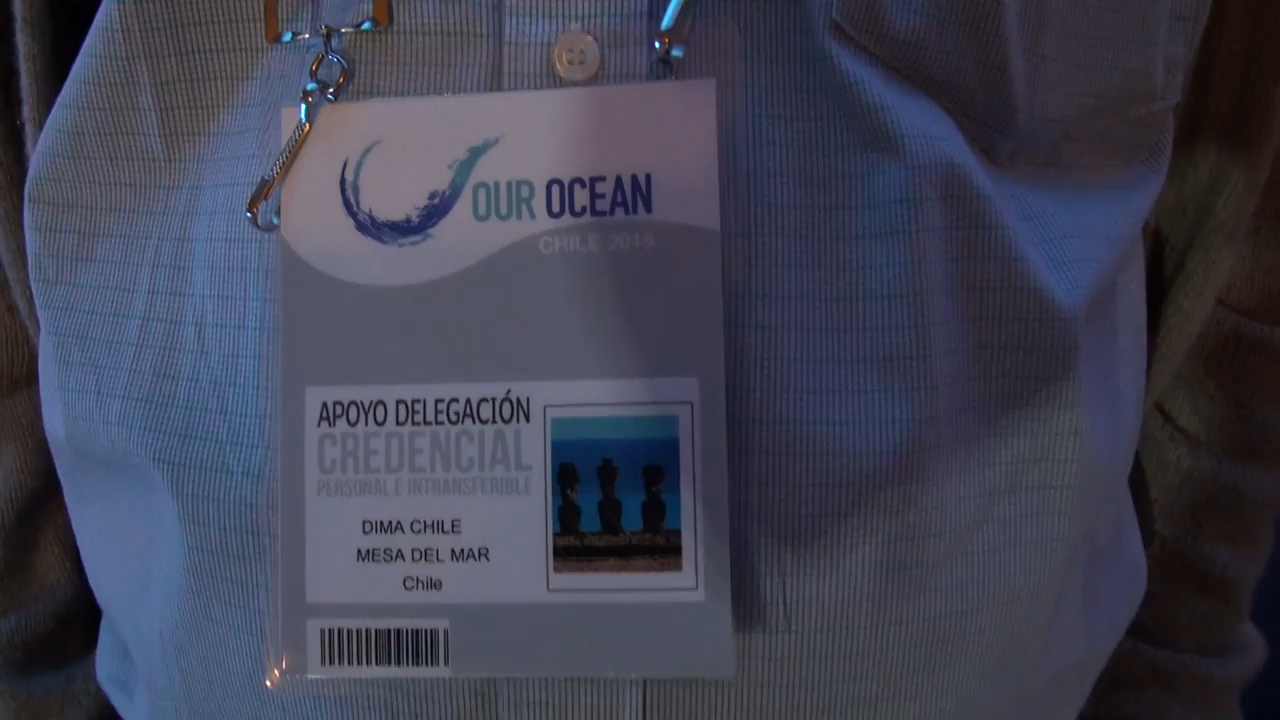 OUR OCEAN
CHILE 2015
APOYO DELEGACIÓN
CREDENCIAL
PERSONAL E INTRANSFERIBLE
DIMA CHILE
MESA DEL MAR
Chile